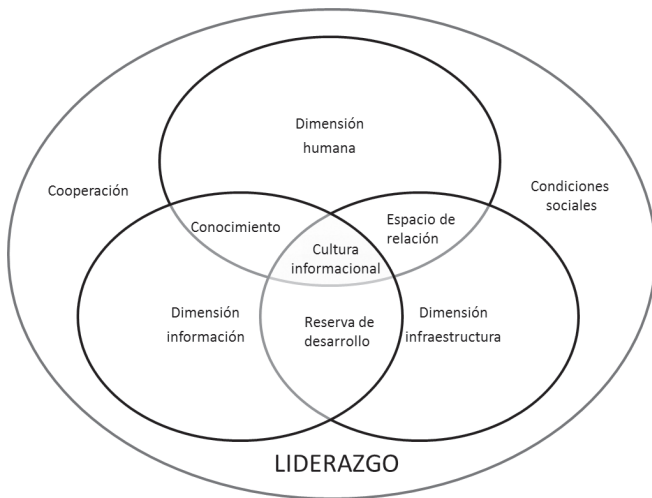 Dimensión
humana
Cooperación
Condiciones
sociales
Conocimiento
Espacio de
relación
Cultura
informacional
Dimensión
información
Reserva de
desarrollo
Dimensión
infraestructura
LIDERAZGO